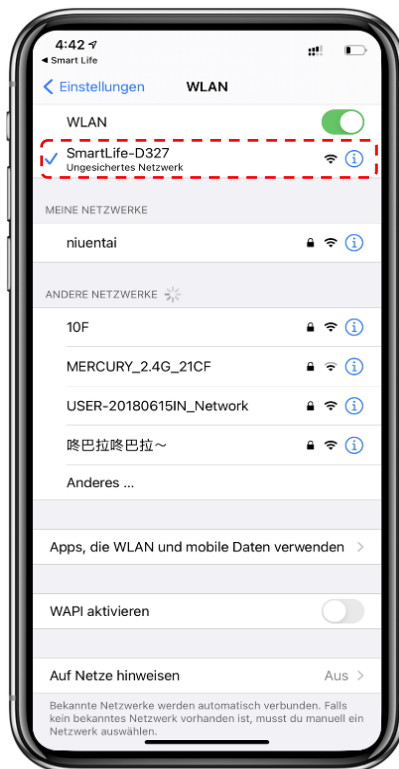 4:42
Smart Life
Einstellungen
WLAN
WLAN
SmartLife-D327
Ungesichertes Netzwerk
MEINE NETZWERKE
niuentai
ANDERE NETZWERKE
10F
MERCURY_2.4G_21CF
USER-20180615IN_Network
咚巴拉咚巴拉～
Anderes ...
Apps, die WLAN und mobile Daten verwenden
WAPI aktivieren
Auf Netze hinweisen
Aus
Bekannte Netzwerke werden automatisch verbunden. Falls
kein bekanntes Netzwerk vorhanden ist, musst du manuell ein
Netzwerk auswählen.